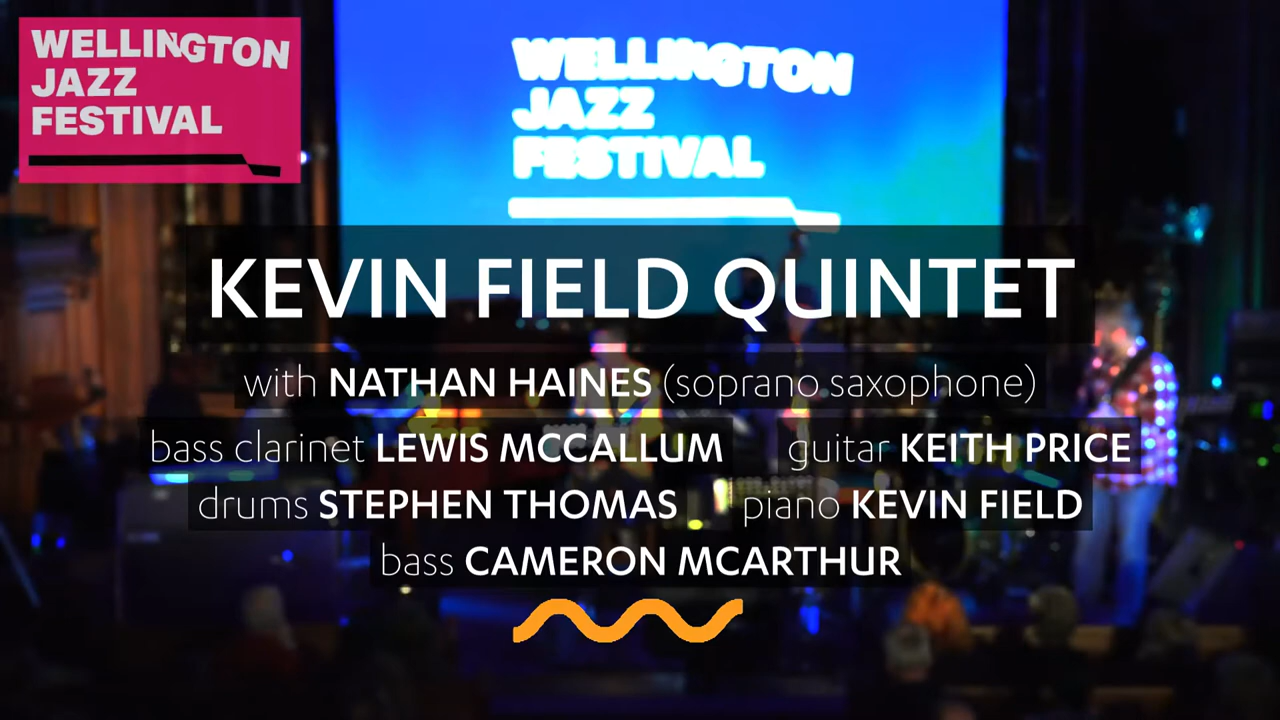 WELLINGTON
JAZZ
FESTIVAL
WELLINGTON
JAZZ
FESTIVAL
KEVIN FIELD QUINTET
with NATHAN HAINES (soprano saxophone)
bass clarinet LEWIS MCCALLUM guitar KEITH PRICE
drums STEPHEN THOMAS piano KEVIN FIELD
bass CAMERON MCARTHUR